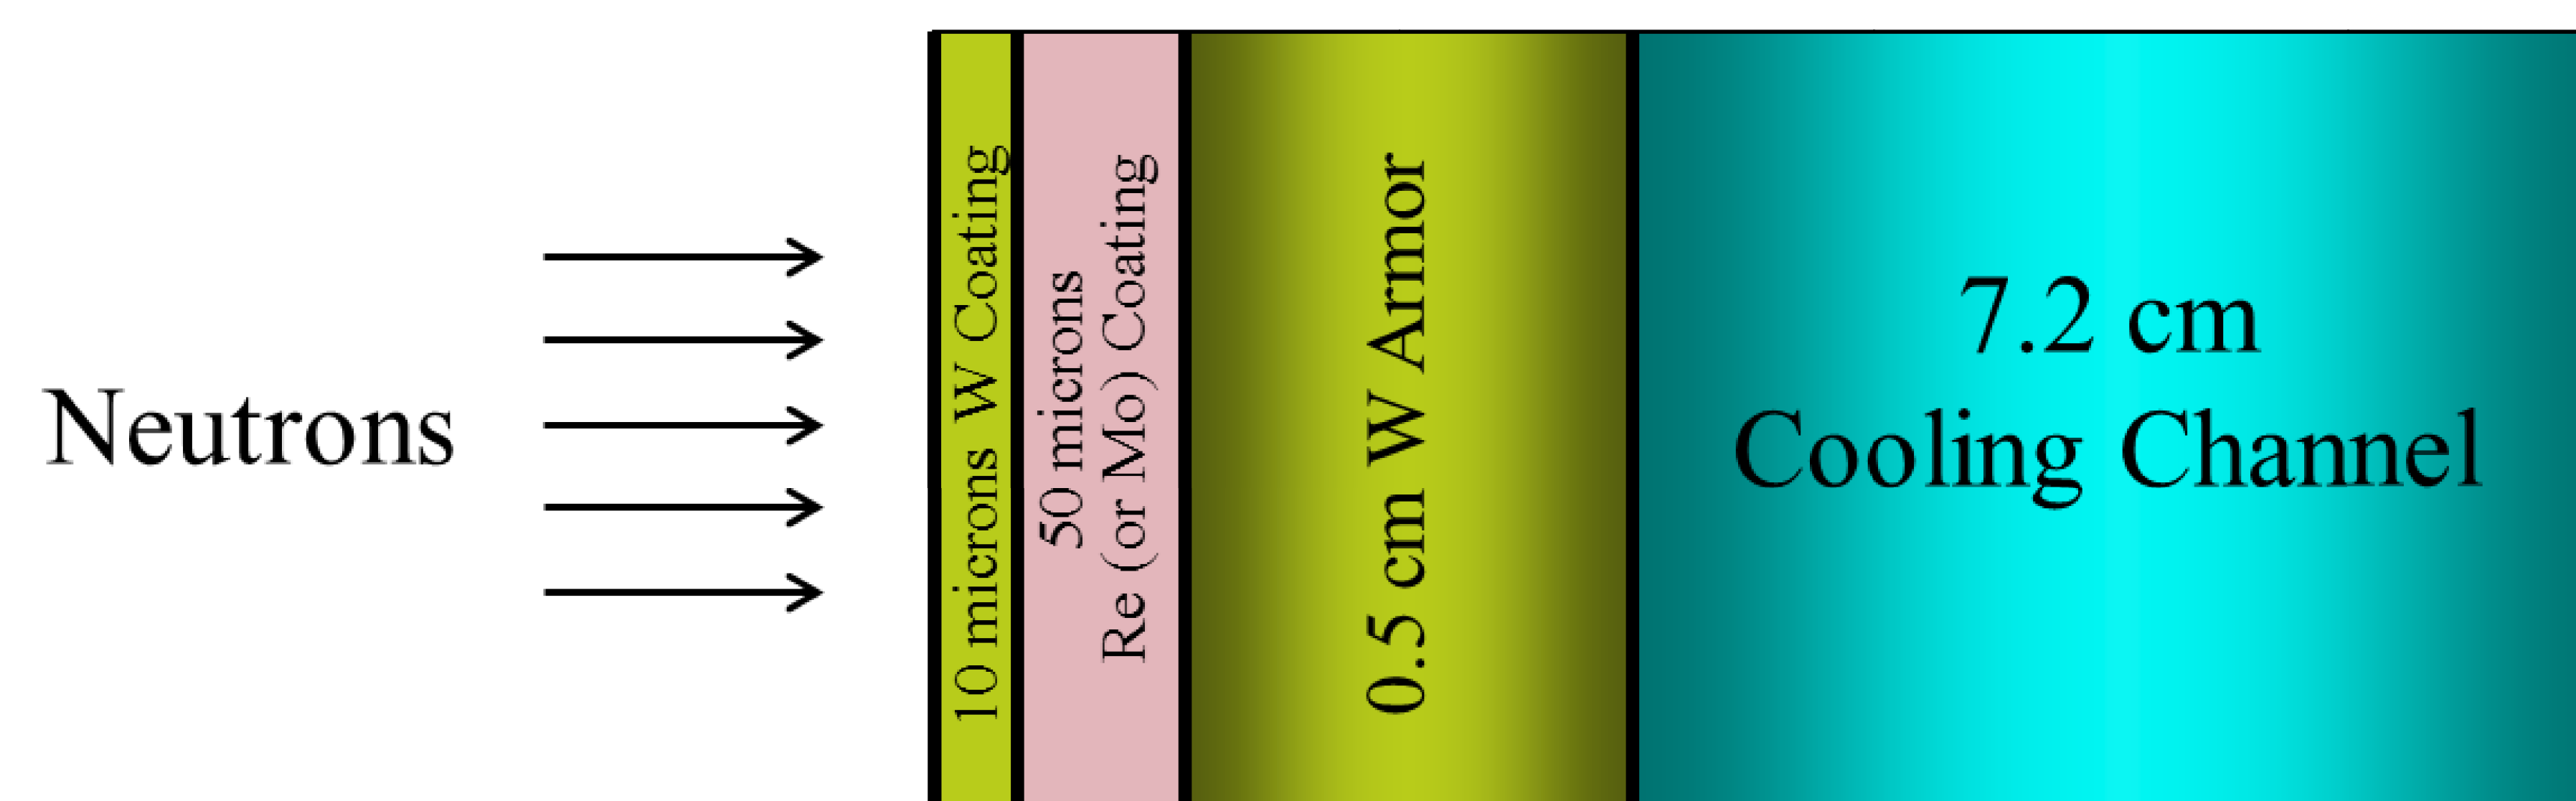 Neutrons
10 microns W Coating
50 microns
Re (or Mo) Coating
0.5 cm W Armor
7.2 cm
Cooling Channel